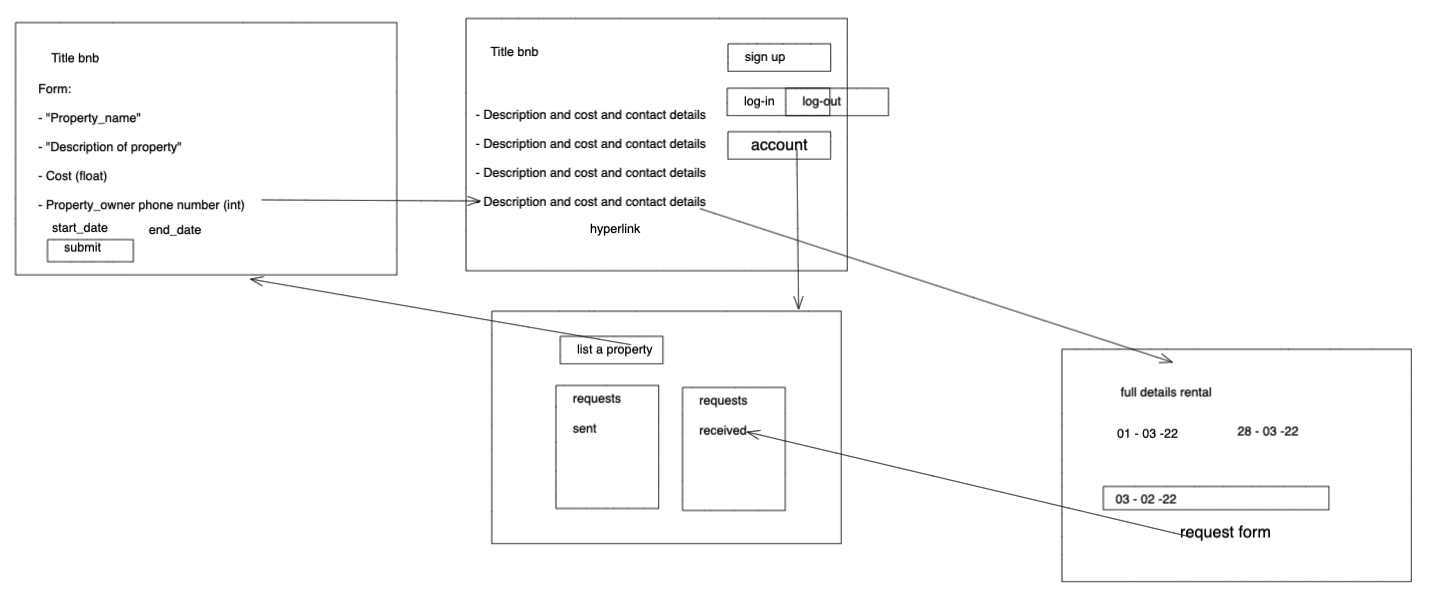 Title bnb
Form:
- "Property_name"
- "Description of property"
- Cost (float)
- Property_owner phone number (int)
start_date end_date
submit
Title bnb
sign up
log-in log-out
account
- Description and cost and contact details
- Description and cost and contact details
- Description and cost and contact details
- Description and cost and contact details
hyperlink
list a property
requests
sent
requests
received
full details rental
01 - 03 -22 28 - 03 -22
03 - 02 -22
request form